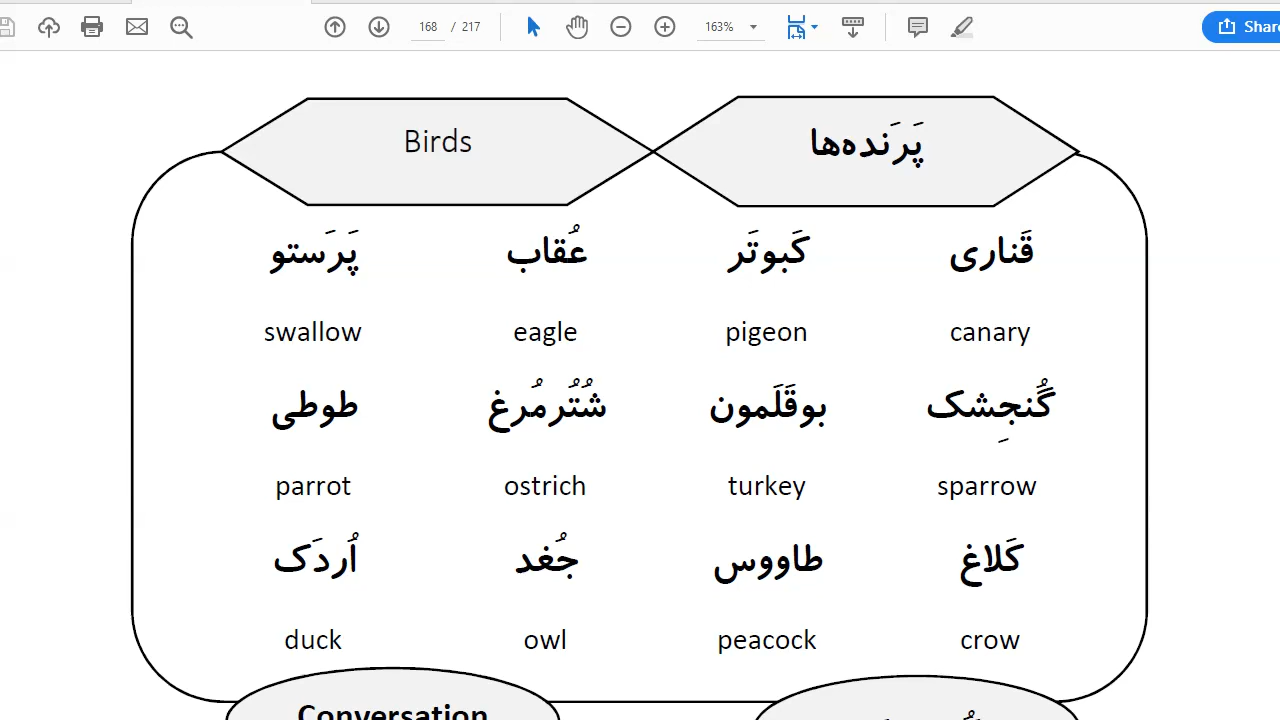 168 / 217 163% Share
Birds پَرَنده‌ها
پَرَستو عُقاب کَبوتَر قَناری
swallow eagle pigeon canary
طوطی شُتُرمُرغ بوقَلَمون گُنجِشک
parrot ostrich turkey sparrow
اُردَک جُغد طاووس کَلاغ
duck owl peacock crow
Conversation